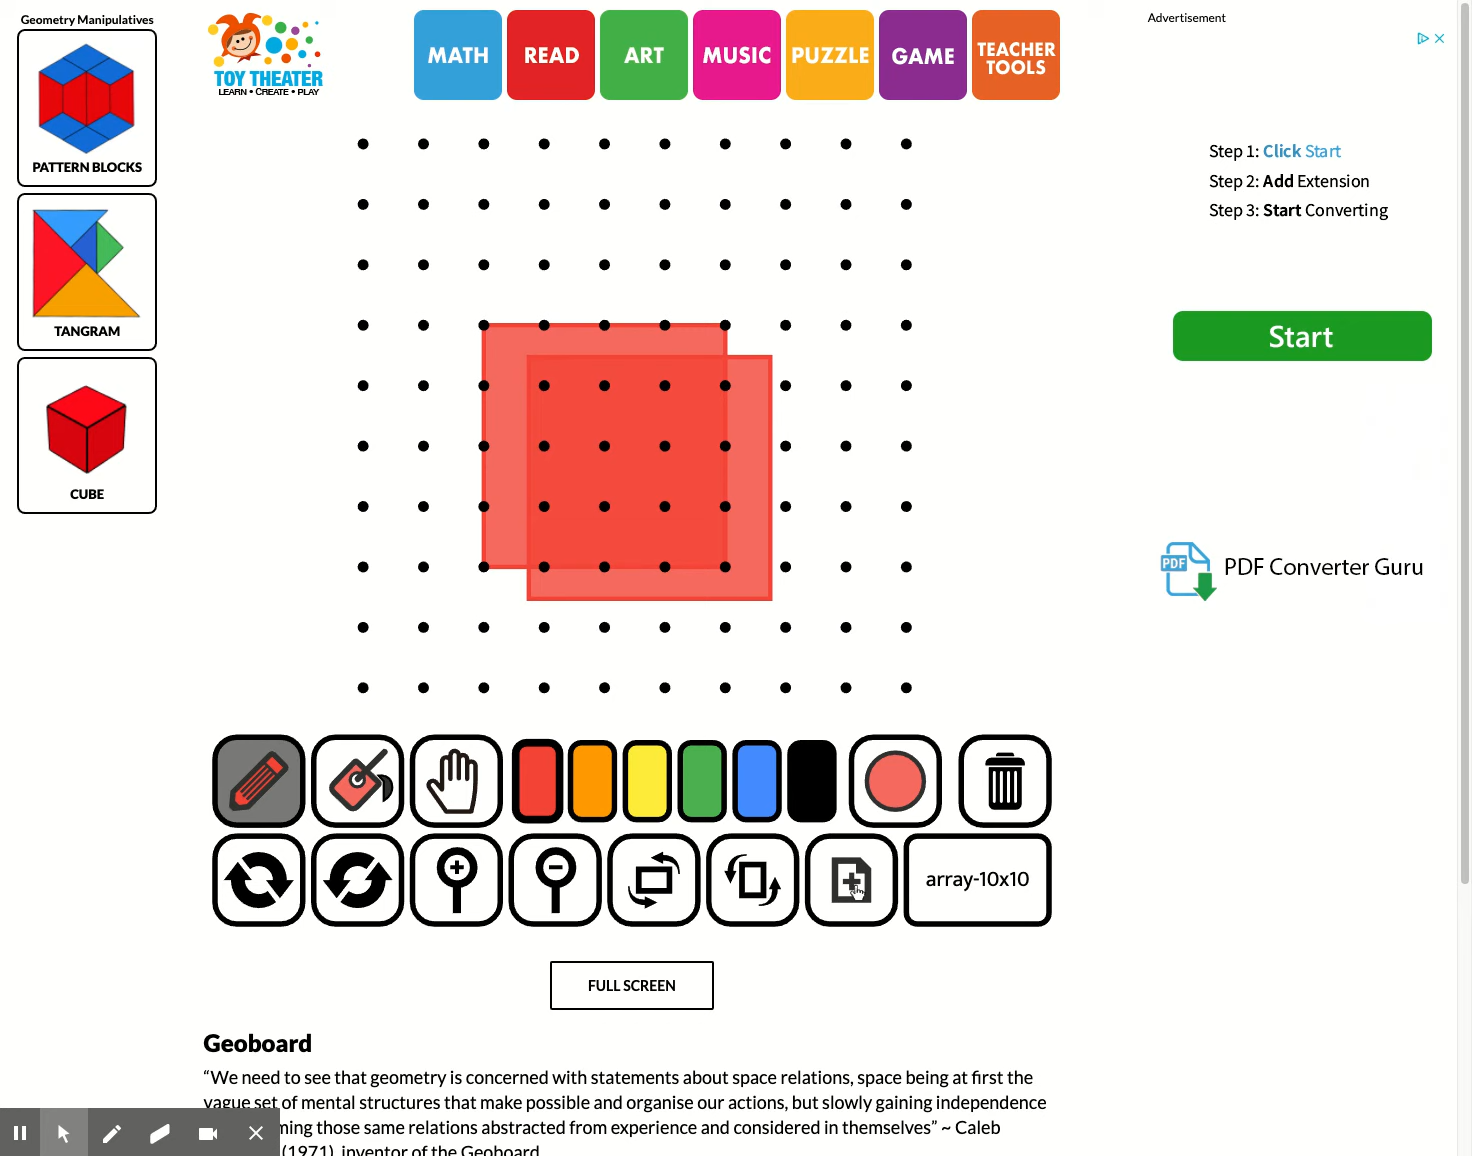 Geometry Manipulatives
PATTERN BLOCKS
TANGRAM
CUBE
TOY THEATER
LEARN • CREATE • PLAY
MATH
READ
ART
MUSIC
PUZZLE
GAME
TEACHER
TOOLS
Advertisement
Step 1: Click Start
Step 2: Add Extension
Step 3: Start Converting
Start
PDF
PDF Converter Guru
array-10x10
FULL SCREEN
Geoboard
“We need to see that geometry is concerned with statements about space relations, space being at first the
vague set of mental structures that make possible and organise our actions, but slowly gaining independence
those same relations abstracted from experience and considered in themselves” ~ Caleb
(1971), inventor of the Geoboard